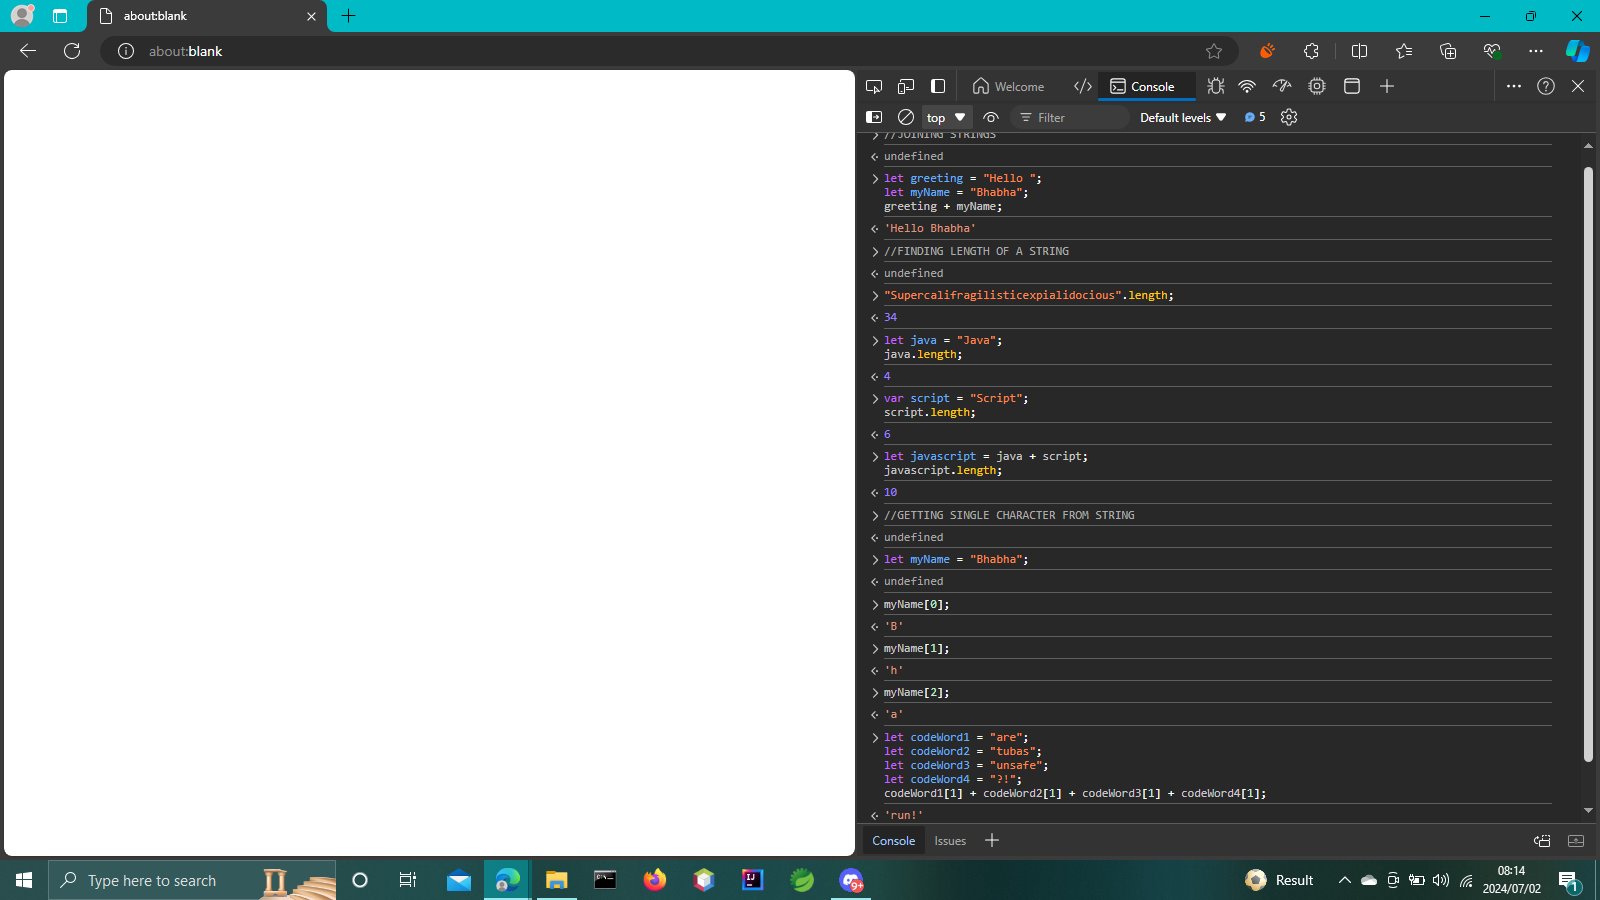 about:blank
about:blank
Welcome
Console
top
Filter
Default levels
5
//JOINING STRINGS
undefined
let greeting = "Hello ";
let myName = "Bhabha";
greeting + myName;
'Hello Bhabha'
//FINDING LENGTH OF A STRING
undefined
"Supercalifragilisticexpialidocious".length;
34
let java = "Java";
java.length;
4
var script = "Script";
script.length;
6
let javascript = java + script;
javascript.length;
10
//GETTING SINGLE CHARACTER FROM STRING
undefined
let myName = "Bhabha";
undefined
myName[0];
'B'
myName[1];
'h'
myName[2];
'a'
let codeWord1 = "are";
let codeWord2 = "tubas";
let codeWord3 = "unsafe";
let codeWord4 = "?!";
codeWord1[1] + codeWord2[1] + codeWord3[1] + codeWord4[1];
'run!'
Console
Issues
Type here to search
9+
Result
08:14
2024/07/02
1